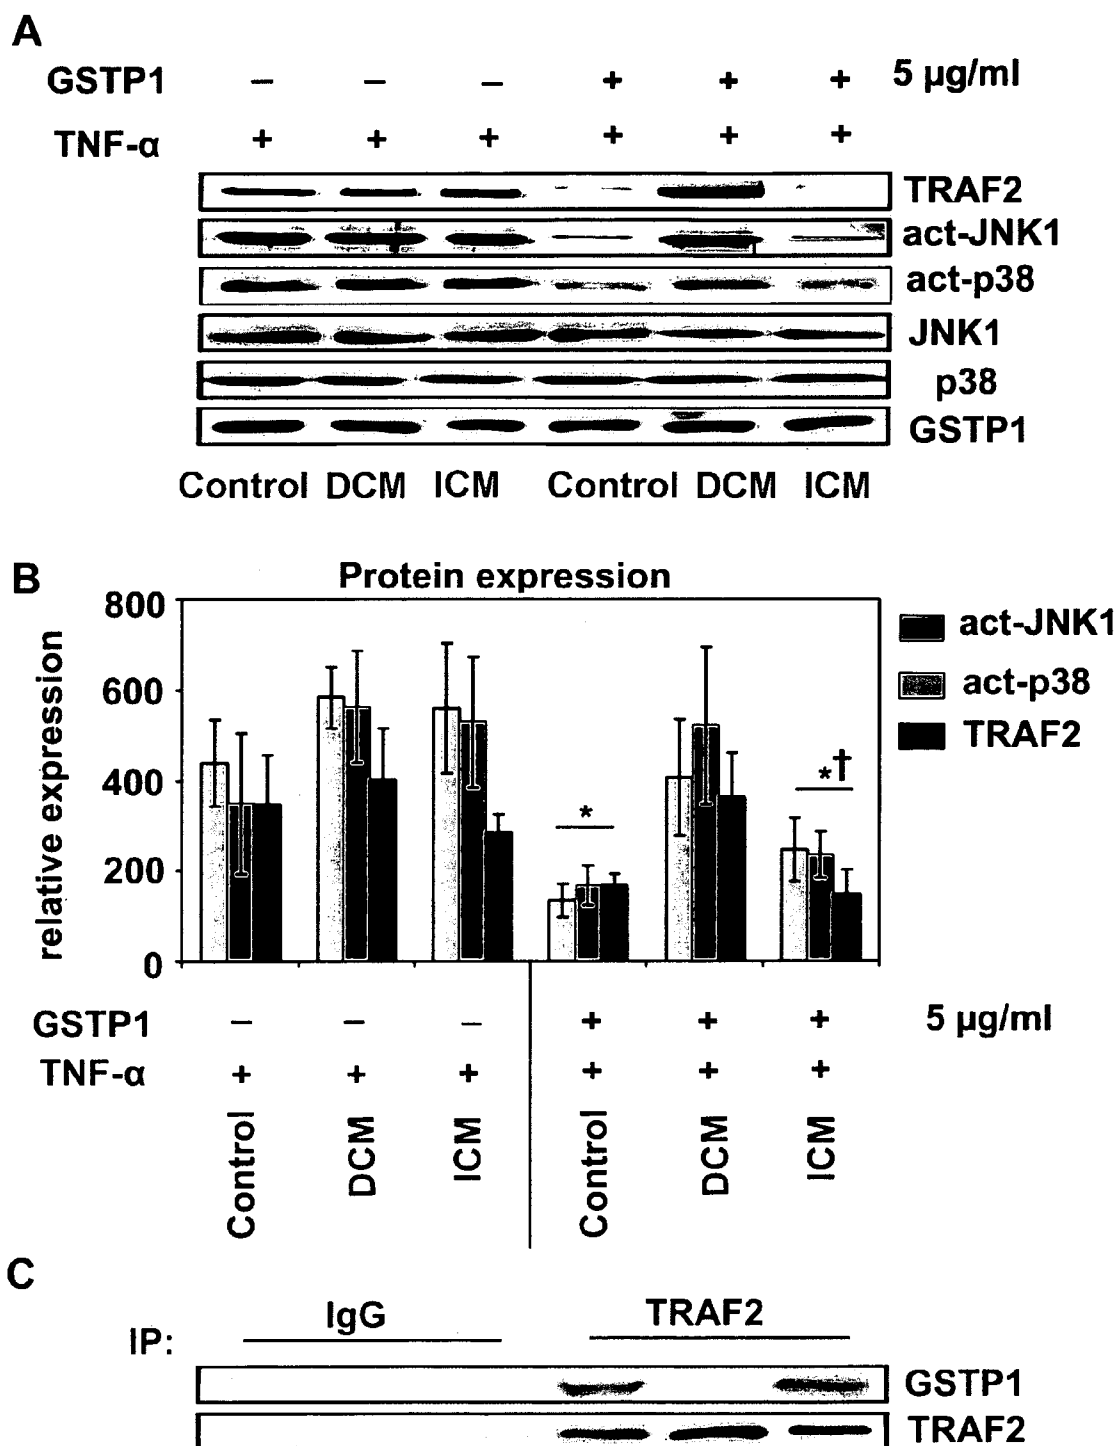 A
GSTP1 – – – + + + 5 µg/ml
TNF-α + + + + + +
TRAF2
act-JNK1
act-p38
JNK1
p38
GSTP1
Control DCM ICM Control DCM ICM
B
Protein expression
relative expression
800
600
400
200
0
* *†
act-JNK1
act-p38
TRAF2
GSTP1 – – – + + + 5 µg/ml
TNF-α + + + + + +
Control DCM ICM Control DCM ICM
C
IP: IgG TRAF2
GSTP1
TRAF2